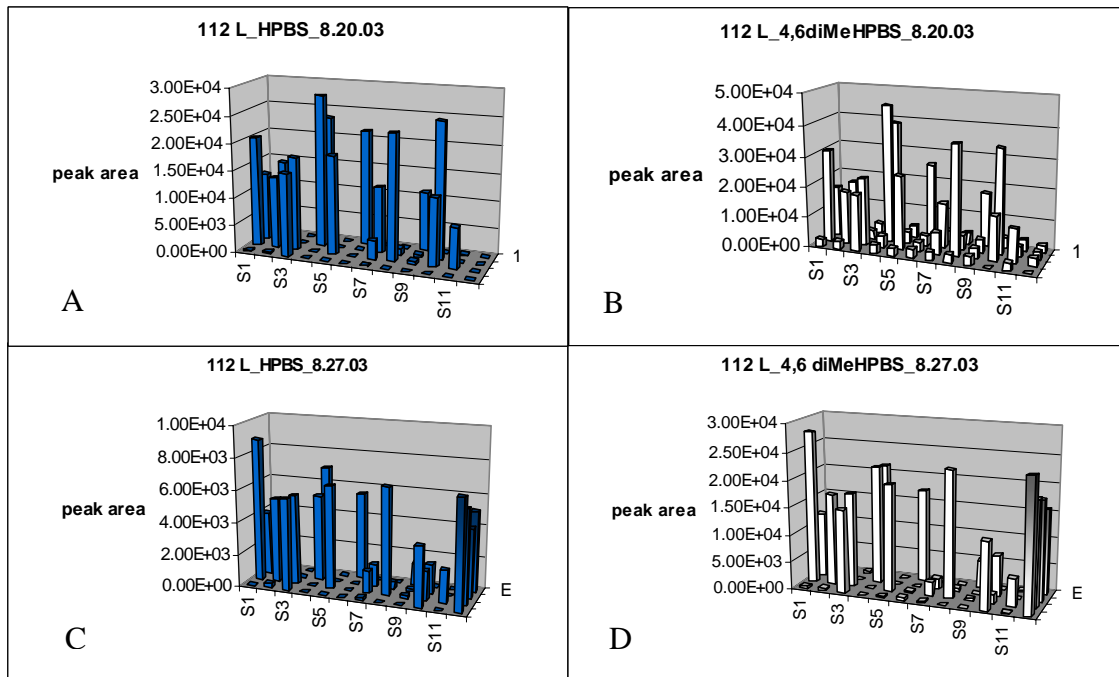 112 L_HPBS_8.20.03
3.00E+04
2.50E+04
2.00E+04
1.50E+04
1.00E+04
5.00E+03
0.00E+00
peak area
S1
S3
S5
S7
S9
S11
1
A
112 L_4,6diMeHPBS_8.20.03
5.00E+04
4.00E+04
3.00E+04
2.00E+04
1.00E+04
0.00E+00
peak area
S1
S3
S5
S7
S9
S11
1
B
112 L_HPBS_8.27.03
1.00E+04
8.00E+03
6.00E+03
4.00E+03
2.00E+03
0.00E+00
peak area
S1
S3
S5
S7
S9
S11
E
C
112 L_4,6 diMeHPBS_8.27.03
3.00E+04
2.50E+04
2.00E+04
1.50E+04
1.00E+04
5.00E+03
0.00E+00
peak area
S1
S3
S5
S7
S9
S11
E
D